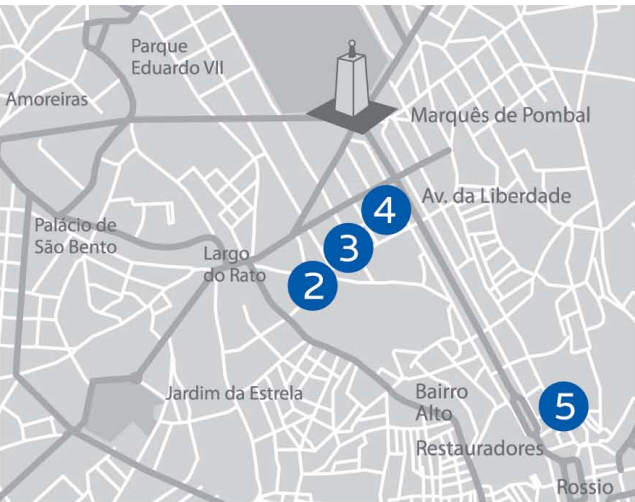 Parque
Eduardo VII
Amoreiras
Marquês de Pombal
4
Av. da Liberdade
Palácio de
São Bento
3
Largo
do Rato
2
Jardim da Estrela
Bairro
Alto
5
Restauradores
Rossio